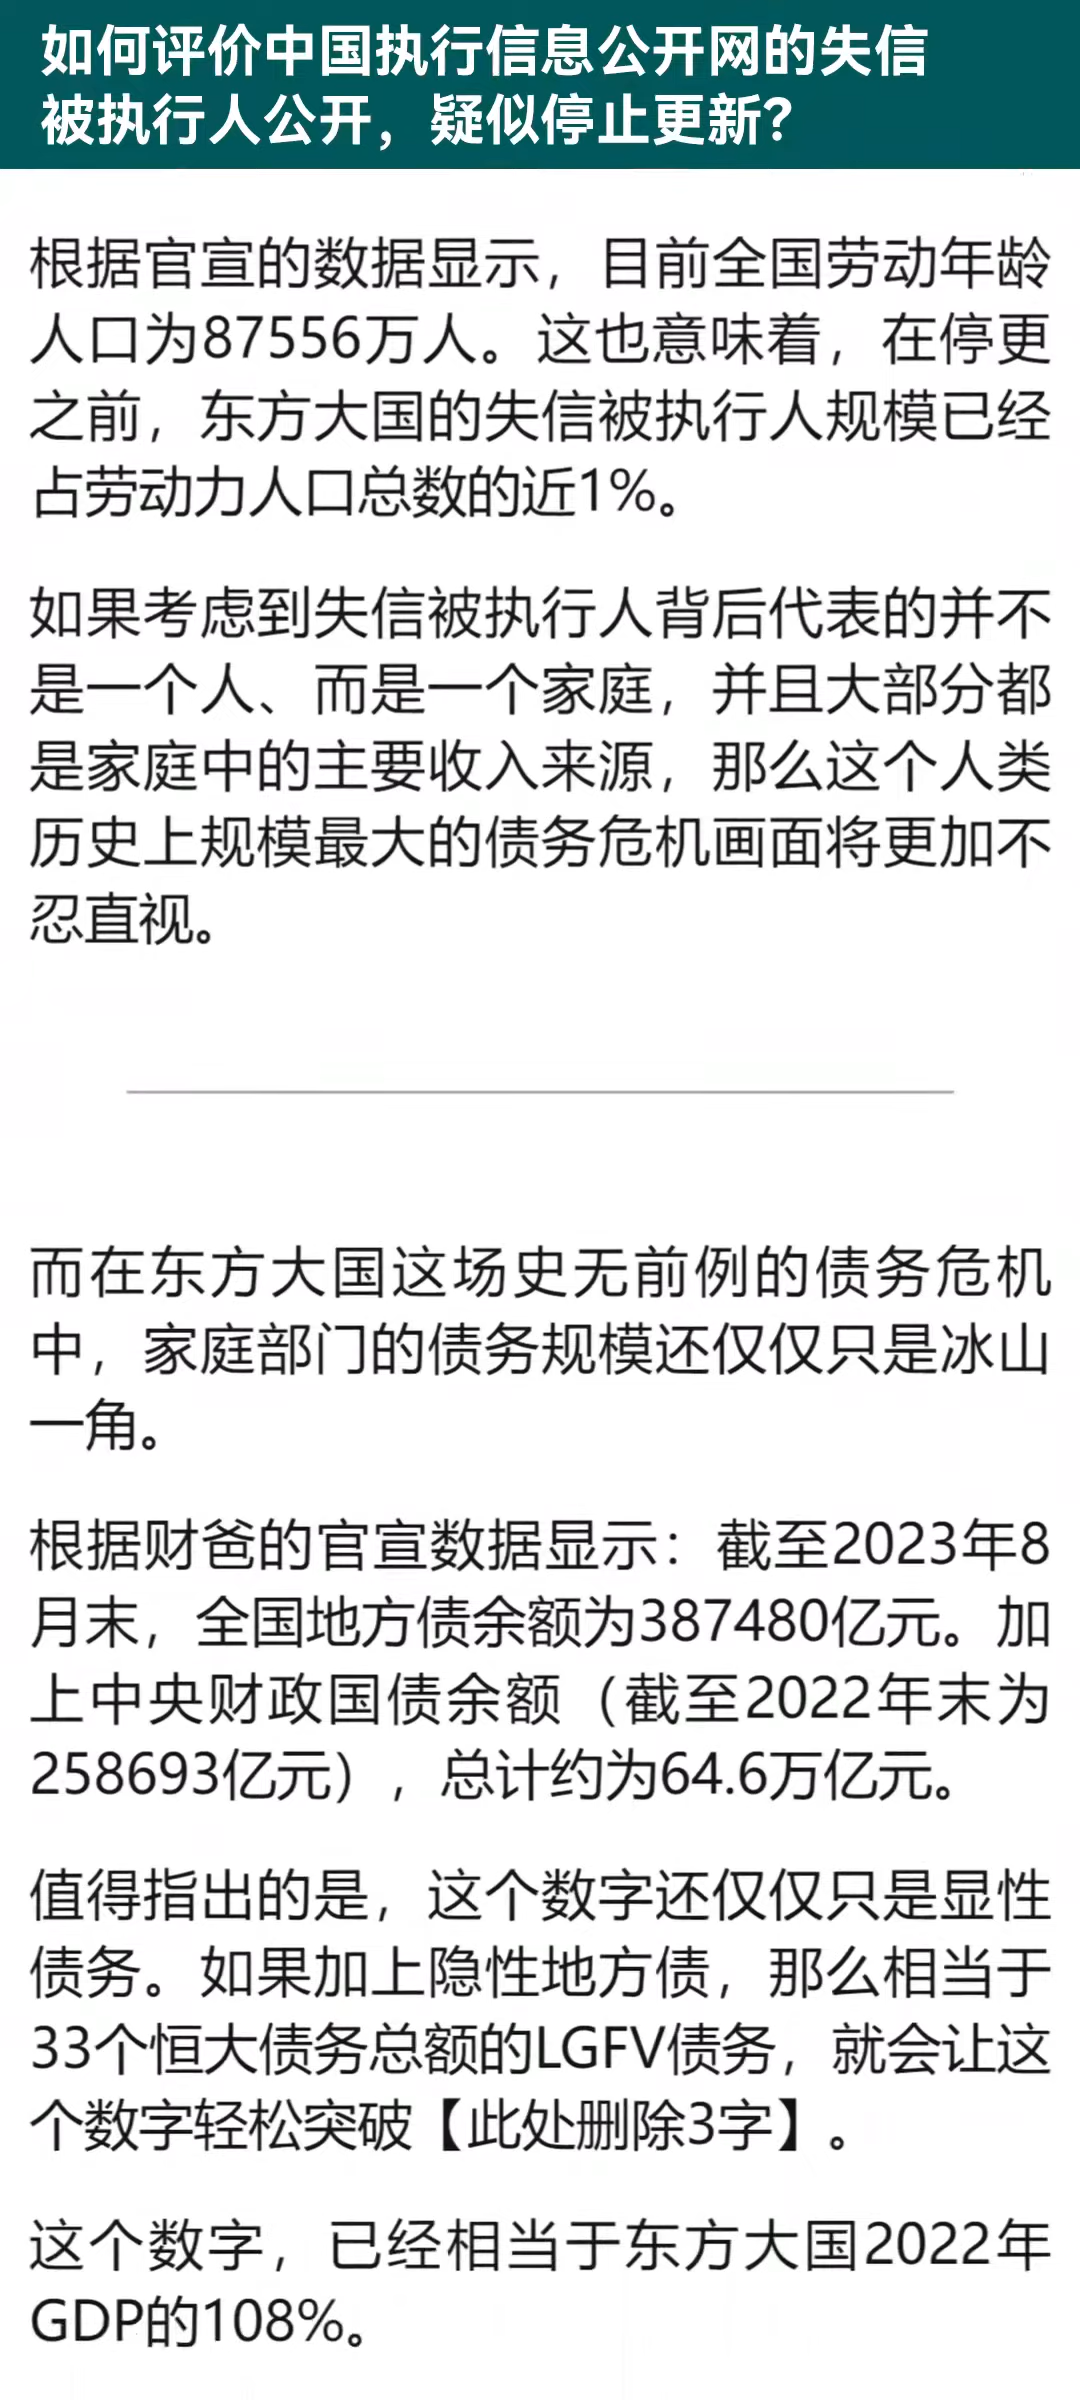 如何评价中国执行信息公开网的失信
被执行人公开，疑似停止更新？
根据官宣的数据显示，目前全国劳动年龄
人口为87556万人。这也意味着，在停更
之前，东方大国的失信被执行人规模已经
占劳动力人口总数的近1%。
如果考虑到失信被执行人背后代表的并不
是一个人、而是一个家庭，并且大部分都
是家庭中的主要收入来源，那么这个人类
历史上规模最大的债务危机画面将更加不
忍直视。
而在东方大国这场史无前例的债务危机
中，家庭部门的债务规模还仅仅只是冰山
一角。
根据财爸的官宣数据显示：截至2023年8
月末，全国地方债余额为387480亿元。加
上中央财政国债余额（截至2022年末为
258693亿元），总计约为64.6万亿元。
值得指出的是，这个数字还仅仅只是显性
债务。如果加上隐性地方债，那么相当于
33个恒大债务总额的LGFV债务，就会让这
个数字轻松突破【此处删除3字】。
这个数字，已经相当于东方大国2022年
GDP的108%。